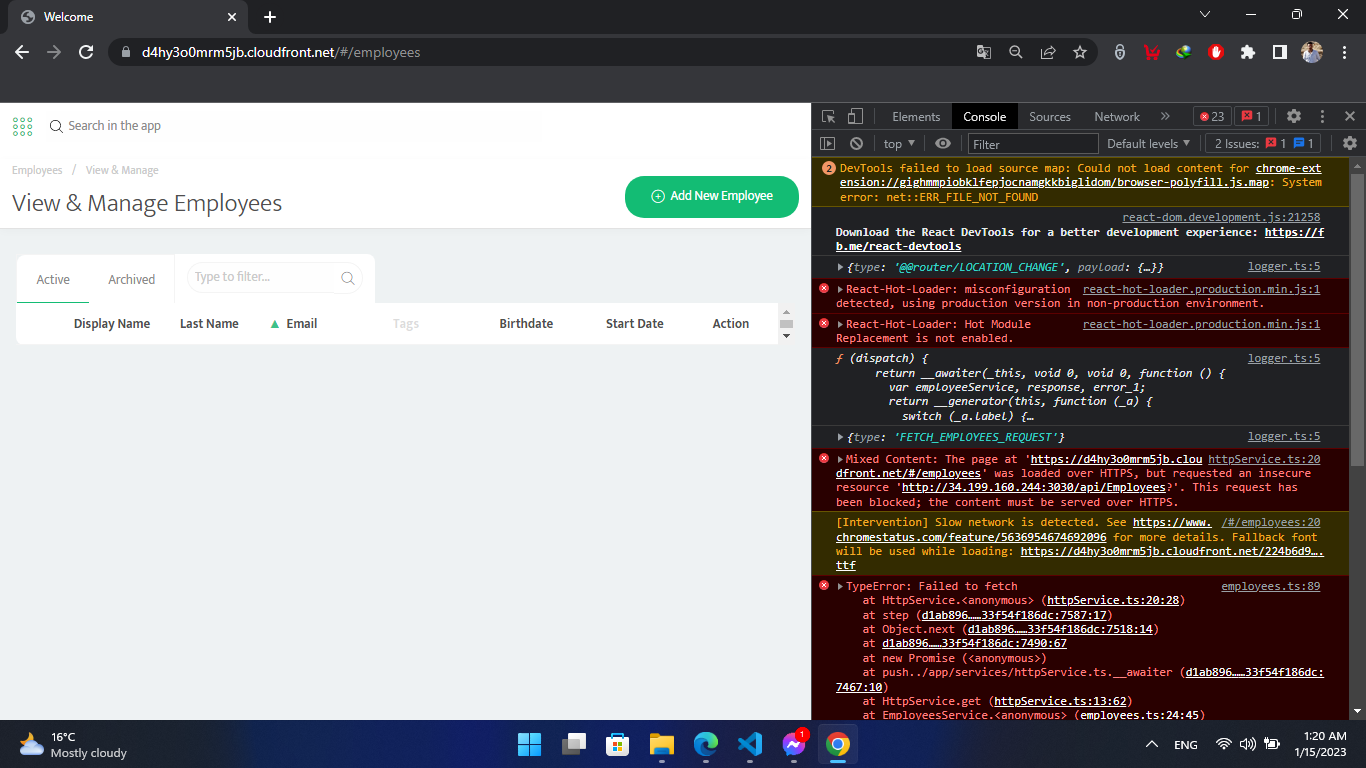 Welcome
d4hy3o0mrm5jb.cloudfront.net/#/employees
Search in the app
Employees / View & Manage
View & Manage Employees
Add New Employee
Active Archived Type to filter...
Display Name Last Name Email Tags Birthdate Start Date Action
Elements Console Sources Network » 23 1
top Filter Default levels 2 Issues: 1 1
2 DevTools failed to load source map: Could not load content for chrome-ext
ension://gighmmpiobklfepjocnamgkkbiglidom/browser-polyfill.js.map: System
error: net::ERR_FILE_NOT_FOUND
react-dom.development.js:21258
Download the React DevTools for a better development experience: https://f
b.me/react-devtools
{type: '@@router/LOCATION_CHANGE', payload: {…}} logger.ts:5
React-Hot-Loader: misconfiguration react-hot-loader.production.min.js:1
detected, using production version in non-production environment.
React-Hot-Loader: Hot Module react-hot-loader.production.min.js:1
Replacement is not enabled.
ƒ (dispatch) { logger.ts:5
return __awaiter(_this, void 0, void 0, function () {
var employeeService, response, error_1;
return __generator(this, function (_a) {
switch (_a.label) {…
{type: 'FETCH_EMPLOYEES_REQUEST'} logger.ts:5
Mixed Content: The page at 'https://d4hy3o0mrm5jb.clou httpService.ts:20
dfront.net/#/employees' was loaded over HTTPS, but requested an insecure
resource 'http://34.199.160.244:3030/api/Employees?'. This request has
been blocked; the content must be served over HTTPS.
[Intervention] Slow network is detected. See https://www. /#/employees:20
chromestatus.com/feature/5636954674692096 for more details. Fallback font
will be used while loading: https://d4hy3o0mrm5jb.cloudfront.net/224b6d9….
ttf
TypeError: Failed to fetch employees.ts:89
at HttpService.<anonymous> (httpService.ts:20:28)
at step (d1ab896……33f54f186dc:7587:17)
at Object.next (d1ab896……33f54f186dc:7518:14)
at d1ab896……33f54f186dc:7490:67
at new Promise (<anonymous>)
at push../app/services/httpService.ts.__awaiter (d1ab896……33f54f186dc:
7467:10)
at HttpService.get (httpService.ts:13:62)
at EmployeesService.<anonymous> (employees.ts:24:45)
16°C
Mostly cloudy
1
ENG
1:20 AM
1/15/2023